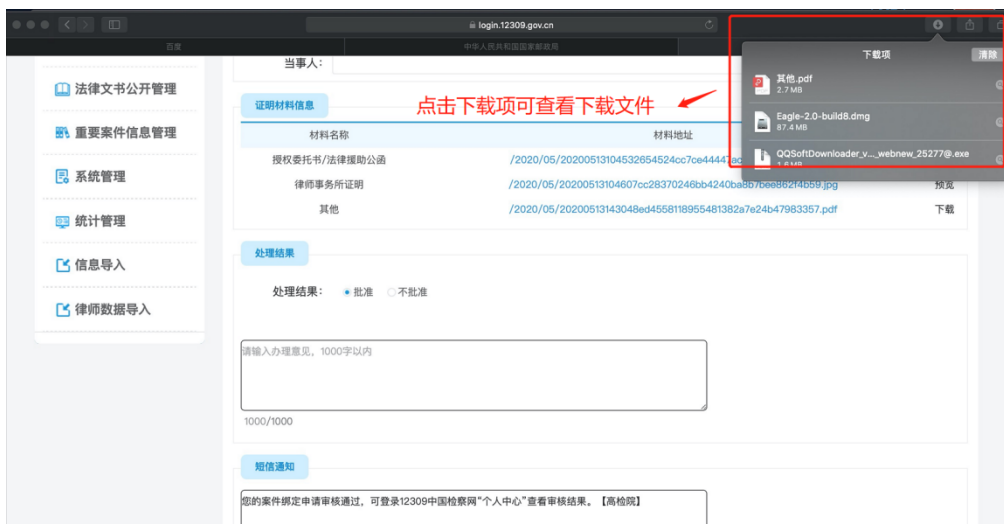 login.12309.gov.cn
百度
中华人民共和国国家邮政局
下载项
清除
其他.pdf
2.7 MB
Eagle-2.0-build8.dmg
87.4 MB
QQSoftDownloader_v..._webnew_25277@.exe
1.6 MB
法律文书公开管理
重要案件信息管理
系统管理
统计管理
信息导入
律师数据导入
当事人：
证明材料信息
点击下载项可查看下载文件
材料名称 材料地址
授权委托书/法律援助公函
律师事务所证明 /2020/05/20200513104607cc28370246bb4240ba8b7bee862f4b59.jpg 预览
其他 /2020/05/20200513143048ed4558118955481382a7e24b47983357.pdf 下载
处理结果
处理结果： 批准 不批准
请输入办理意见，1000字以内
1000/1000
短信通知
您的案件绑定申请审核通过，可登录12309中国检察网“个人中心”查看审核结果。【高检院】